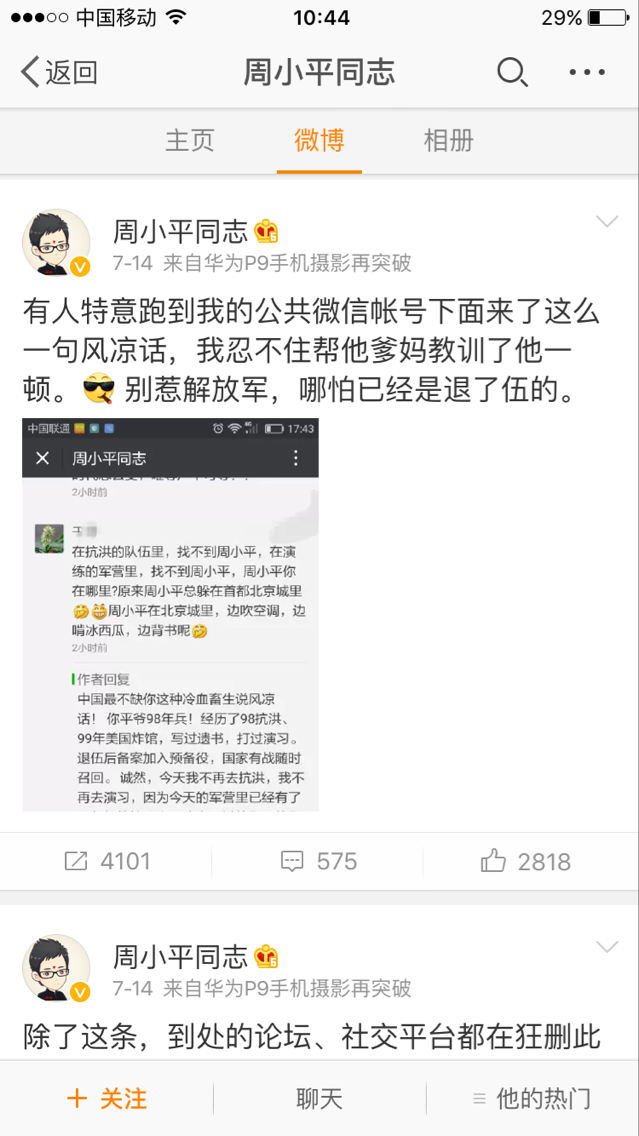 中国移动 10:44 29%
返回 周小平同志
主页 微博 相册
周小平同志
7-14 来自华为P9手机摄影再突破
有人特意跑到我的公共微信帐号下面来了这么
一句风凉话，我忍不住帮他爹妈教训了他一
顿。😎 别惹解放军，哪怕已经是退了伍的。
中国联通 17:43
周小平同志
2小时前
在抗洪的队伍里，找不到周小平，在演
练的军营里，找不到周小平，周小平你
在哪里?原来周小平总躲在首都北京城里
周小平在北京城里，边吹空调，边
啃冰西瓜，边背书呢
2小时前
作者回复
中国最不缺你这种冷血畜生说风凉
话！ 你平爷98年兵！经历了98抗洪、
99年美国炸馆，写过遗书，打过演习。
退伍后备案加入预备役，国家有战随时
召回。 诚然，今天我不再去抗洪，我不
再去演习，因为今天的军营里已经有了
4101 575 2818
周小平同志
7-14 来自华为P9手机摄影再突破
除了这条，到处的论坛、社交平台都在狂删此
+ 关注 聊天 他的热门